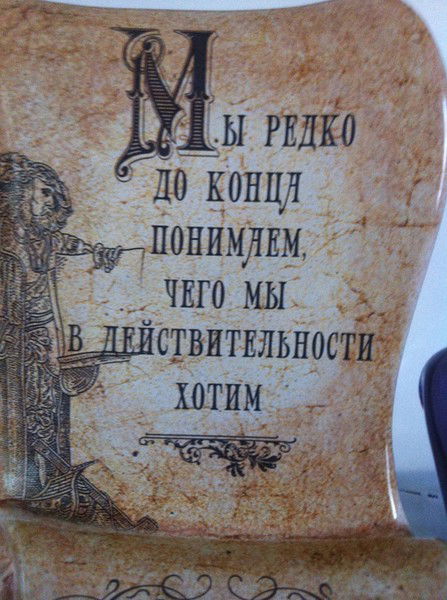 Мы редко
до конца
понимаем,
чего мы
в действительности
хотим